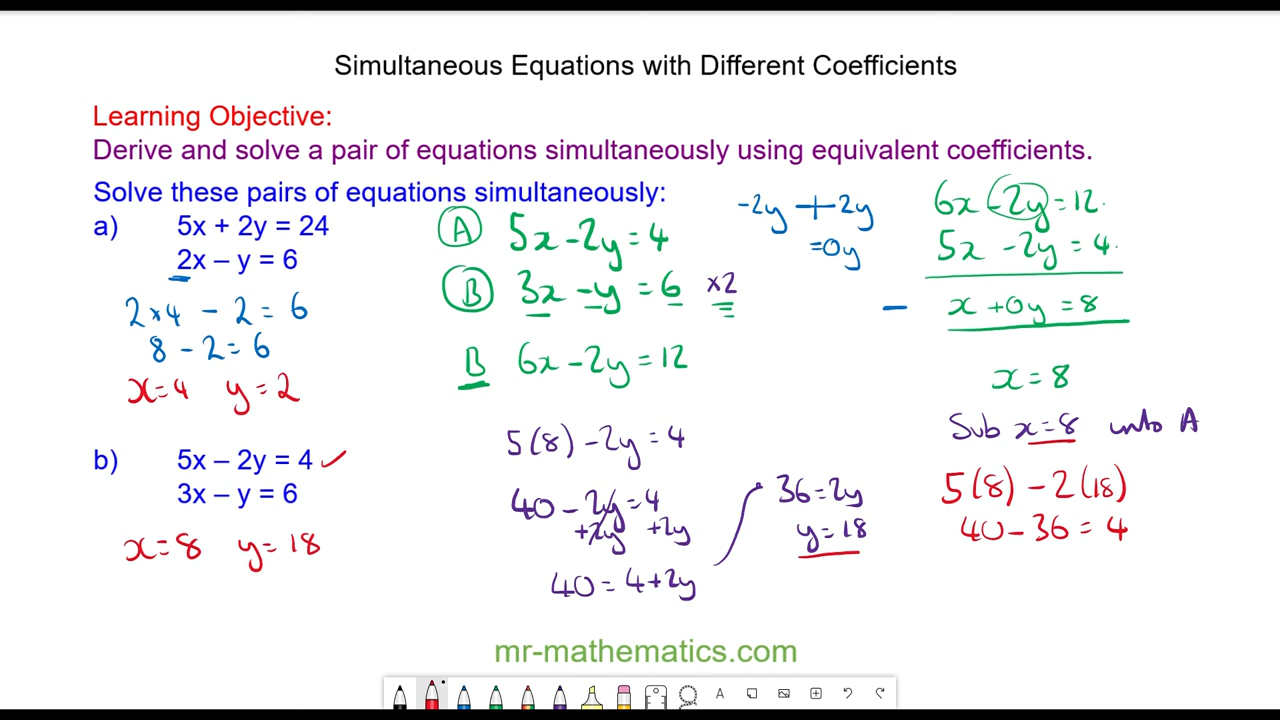 Simultaneous Equations with Different Coefficients
Learning Objective:
Derive and solve a pair of equations simultaneously using equivalent coefficients.
Solve these pairs of equations simultaneously:
a) 5x + 2y = 24
2x – y = 6
2×4 - 2 = 6
8 - 2 = 6
x=4 y=2
b) 5x – 2y = 4 ✓
3x – y = 6
x=8 y=18
A 5x-2y=4
B 3x-y=6 ×2
B 6x-2y=12
5(8)-2y=4
40-2y=4
+2y +2y
40=4+2y
36=2y
y=18
-2y + 2y
=0y
6x-2y=12
5x-2y=4
- x+0y=8
x=8
Sub x=8 into A
5(8)-2(18)
40-36=4
mr-mathematics.com
A